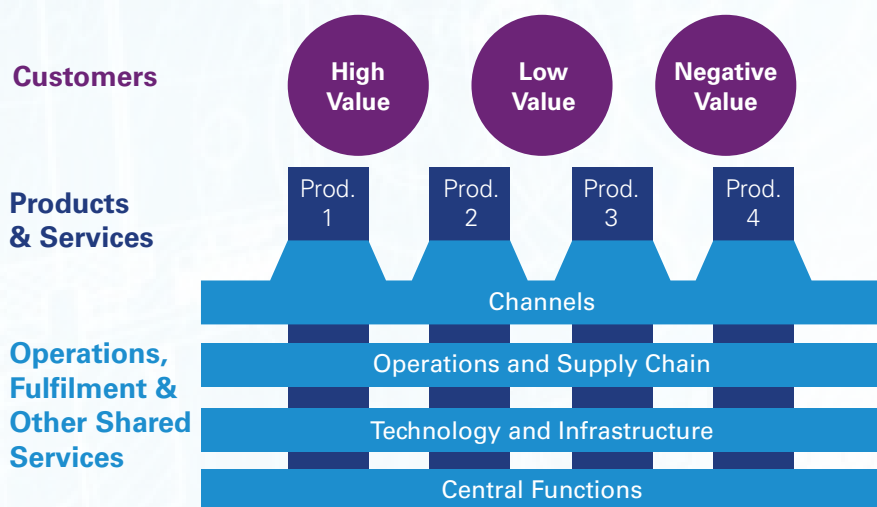 Customers
High
Value
Low
Value
Negative
Value
Products
& Services
Prod.
1
Prod.
2
Prod.
3
Prod.
4
Channels
Operations,
Fulfilment &
Other Shared
Services
Operations and Supply Chain
Technology and Infrastructure
Central Functions